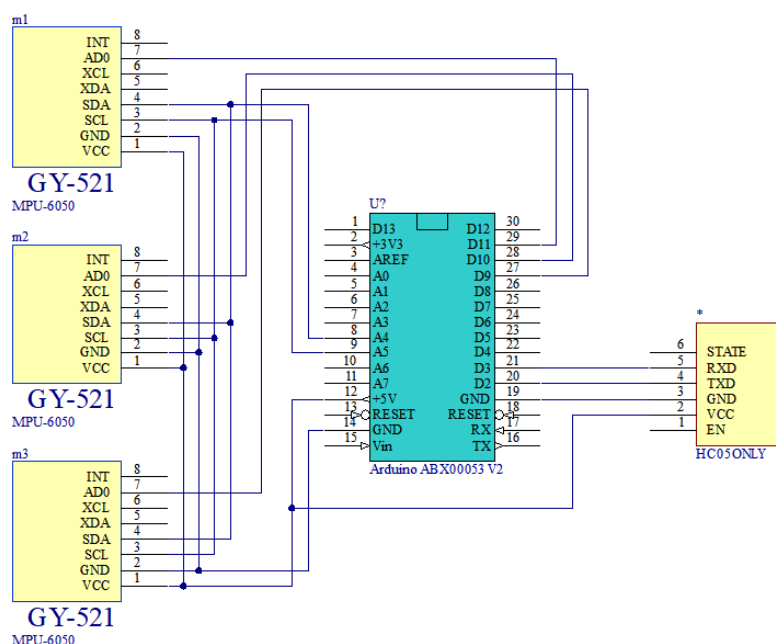 m1
INT 8
AD0 7
XCL 6
XDA 5
SDA 4
SCL 3
GND 2
VCC 1
GY-521
MPU-6050
m2
INT 8
AD0 7
XCL 6
XDA 5
SDA 4
SCL 3
GND 2
VCC 1
GY-521
MPU-6050
m3
INT 8
AD0 7
XCL 6
XDA 5
SDA 4
SCL 3
GND 2
VCC 1
GY-521
MPU-6050
U?
1 D13 D12 30
2 +3V3 D11 29
3 AREF D10 28
4 A0 D9 27
5 A1 D8 26
6 A2 D7 25
7 A3 D6 24
8 A4 D5 23
9 A5 D4 22
10 A6 D3 21
11 A7 D2 20
12 +5V GND 19
13 RESET RESET 18
14 GND RX 17
15 Vin TX 16
Arduino ABX00053 V2
*
6 STATE
5 RXD
4 TXD
3 GND
2 VCC
1 EN
HC05ONLY